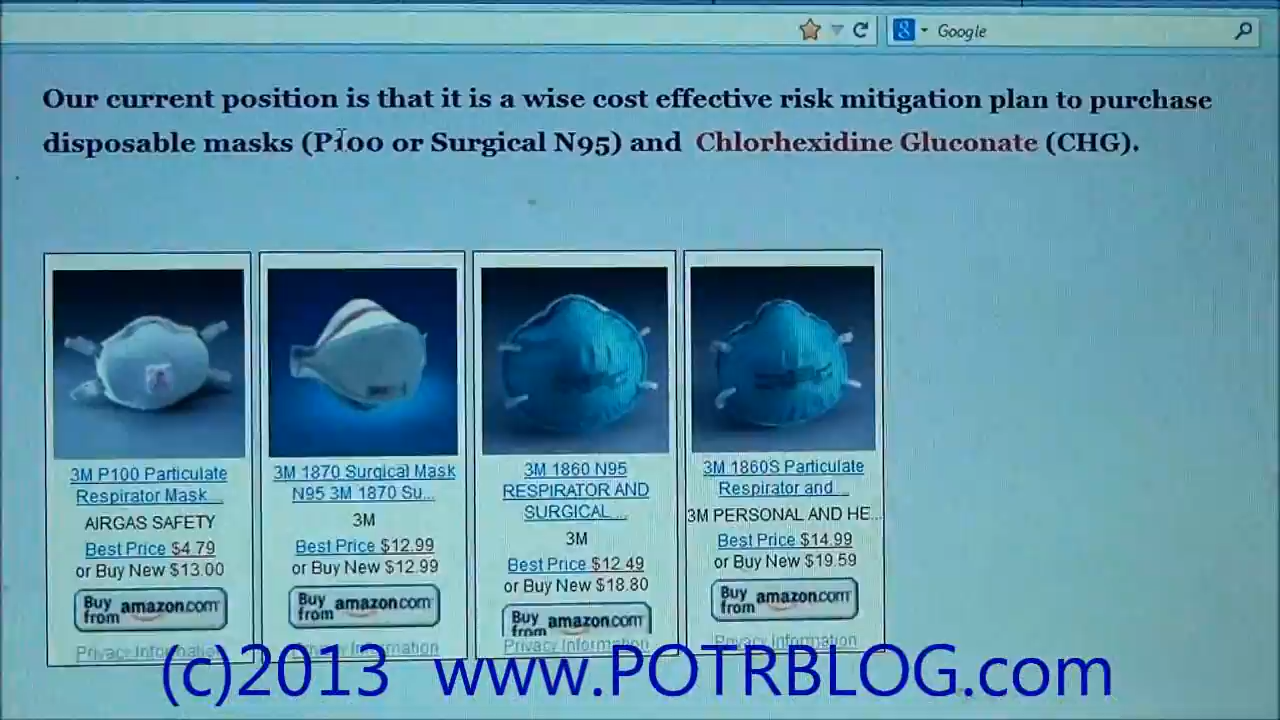 Google
Our current position is that it is a wise cost effective risk mitigation plan to purchase
disposable masks (P100 or Surgical N95) and Chlorhexidine Gluconate (CHG).
3M P100 Particulate
Respirator Mask ...
AIRGAS SAFETY
Best Price $4.79
or Buy New $13.00
Buy from amazon.com
Privacy Information
3M 1870 Surgical Mask
N95 3M 1870 Su...
3M
Best Price $12.99
or Buy New $12.99
Buy from amazon.com
Privacy Information
3M 1860 N95
RESPIRATOR AND
SURGICAL ...
3M
Best Price $12.49
or Buy New $18.80
Buy from amazon.com
Privacy Information
3M 1860S Particulate
Respirator and ...
3M PERSONAL AND HE...
Best Price $14.99
or Buy New $19.59
Buy from amazon.com
Privacy Information
(c)2013 www.POTRBLOG.com